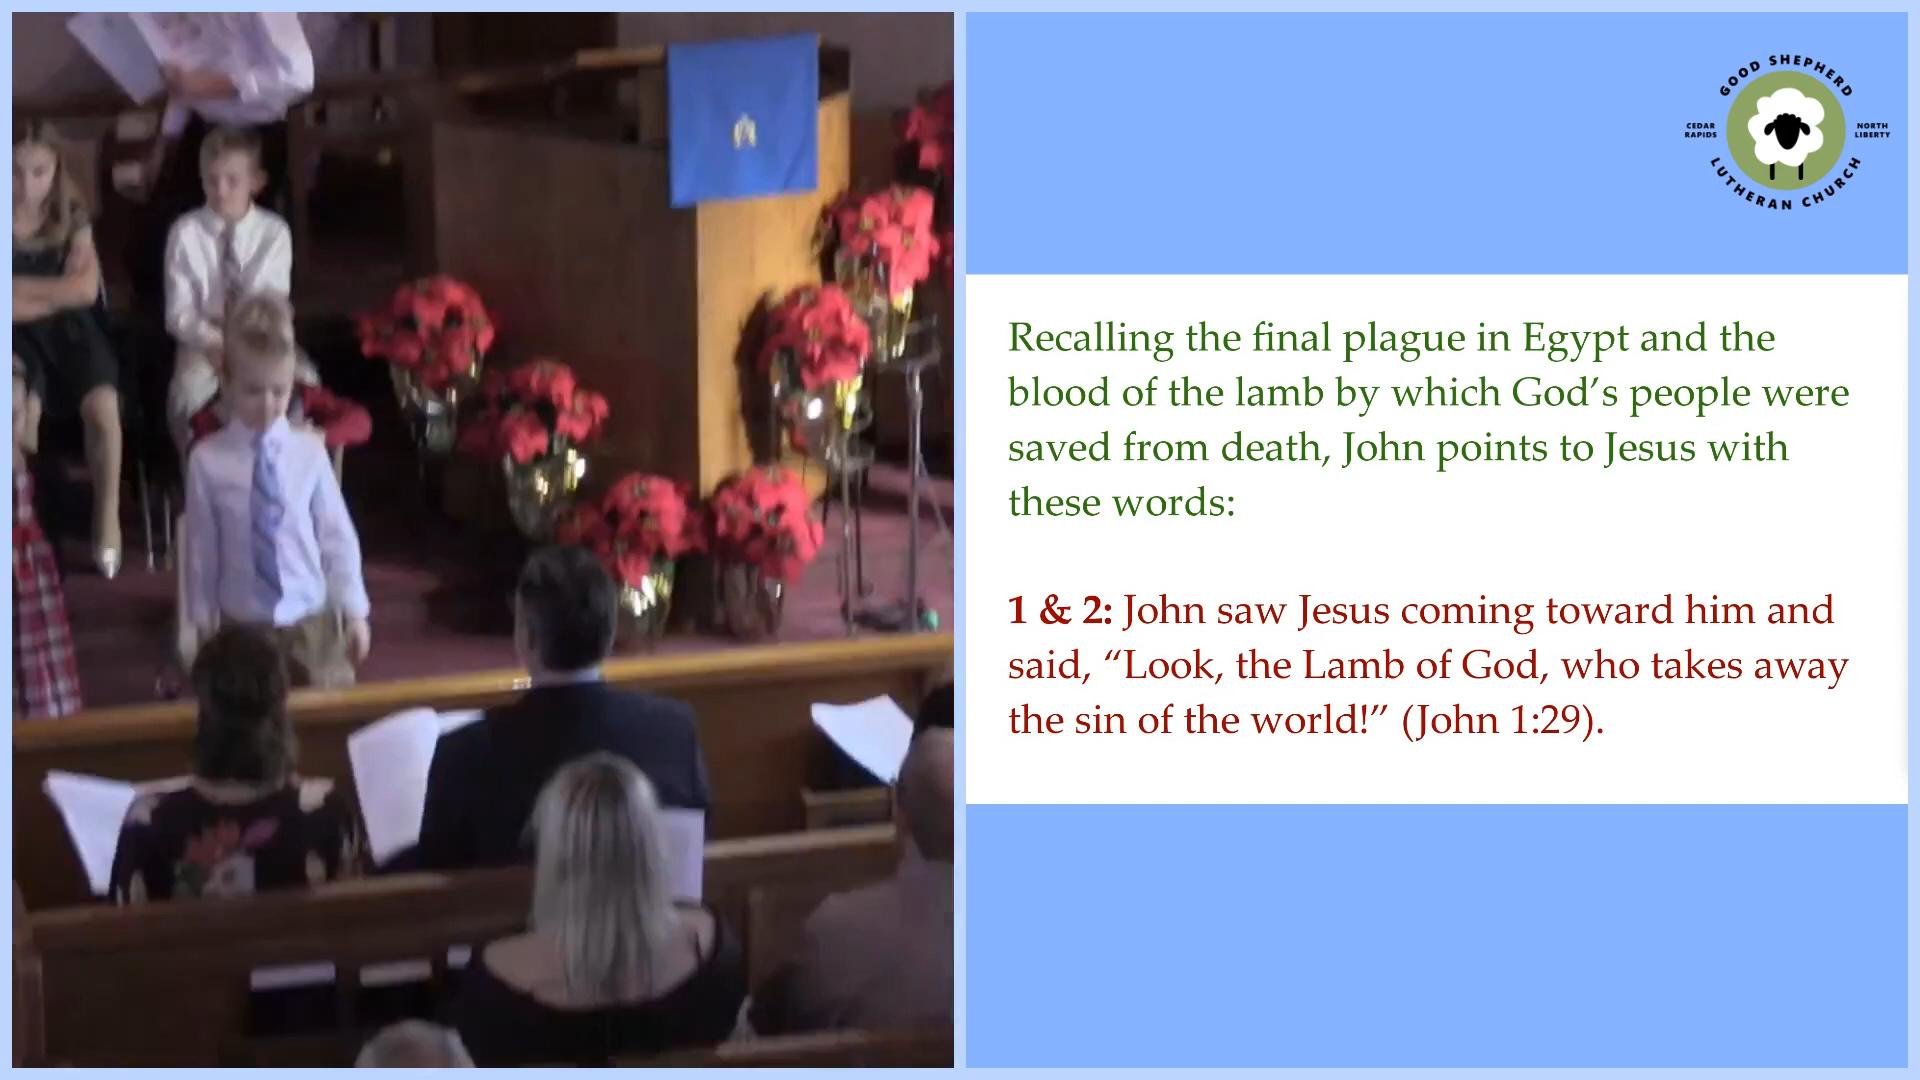 GOOD SHEPHERD
CEDAR
RAPIDS
NORTH
LIBERTY
LUTHERAN CHURCH
Recalling the final plague in Egypt and the
blood of the lamb by which God’s people were
saved from death, John points to Jesus with
these words:
1 & 2: John saw Jesus coming toward him and
said, “Look, the Lamb of God, who takes away
the sin of the world!” (John 1:29).